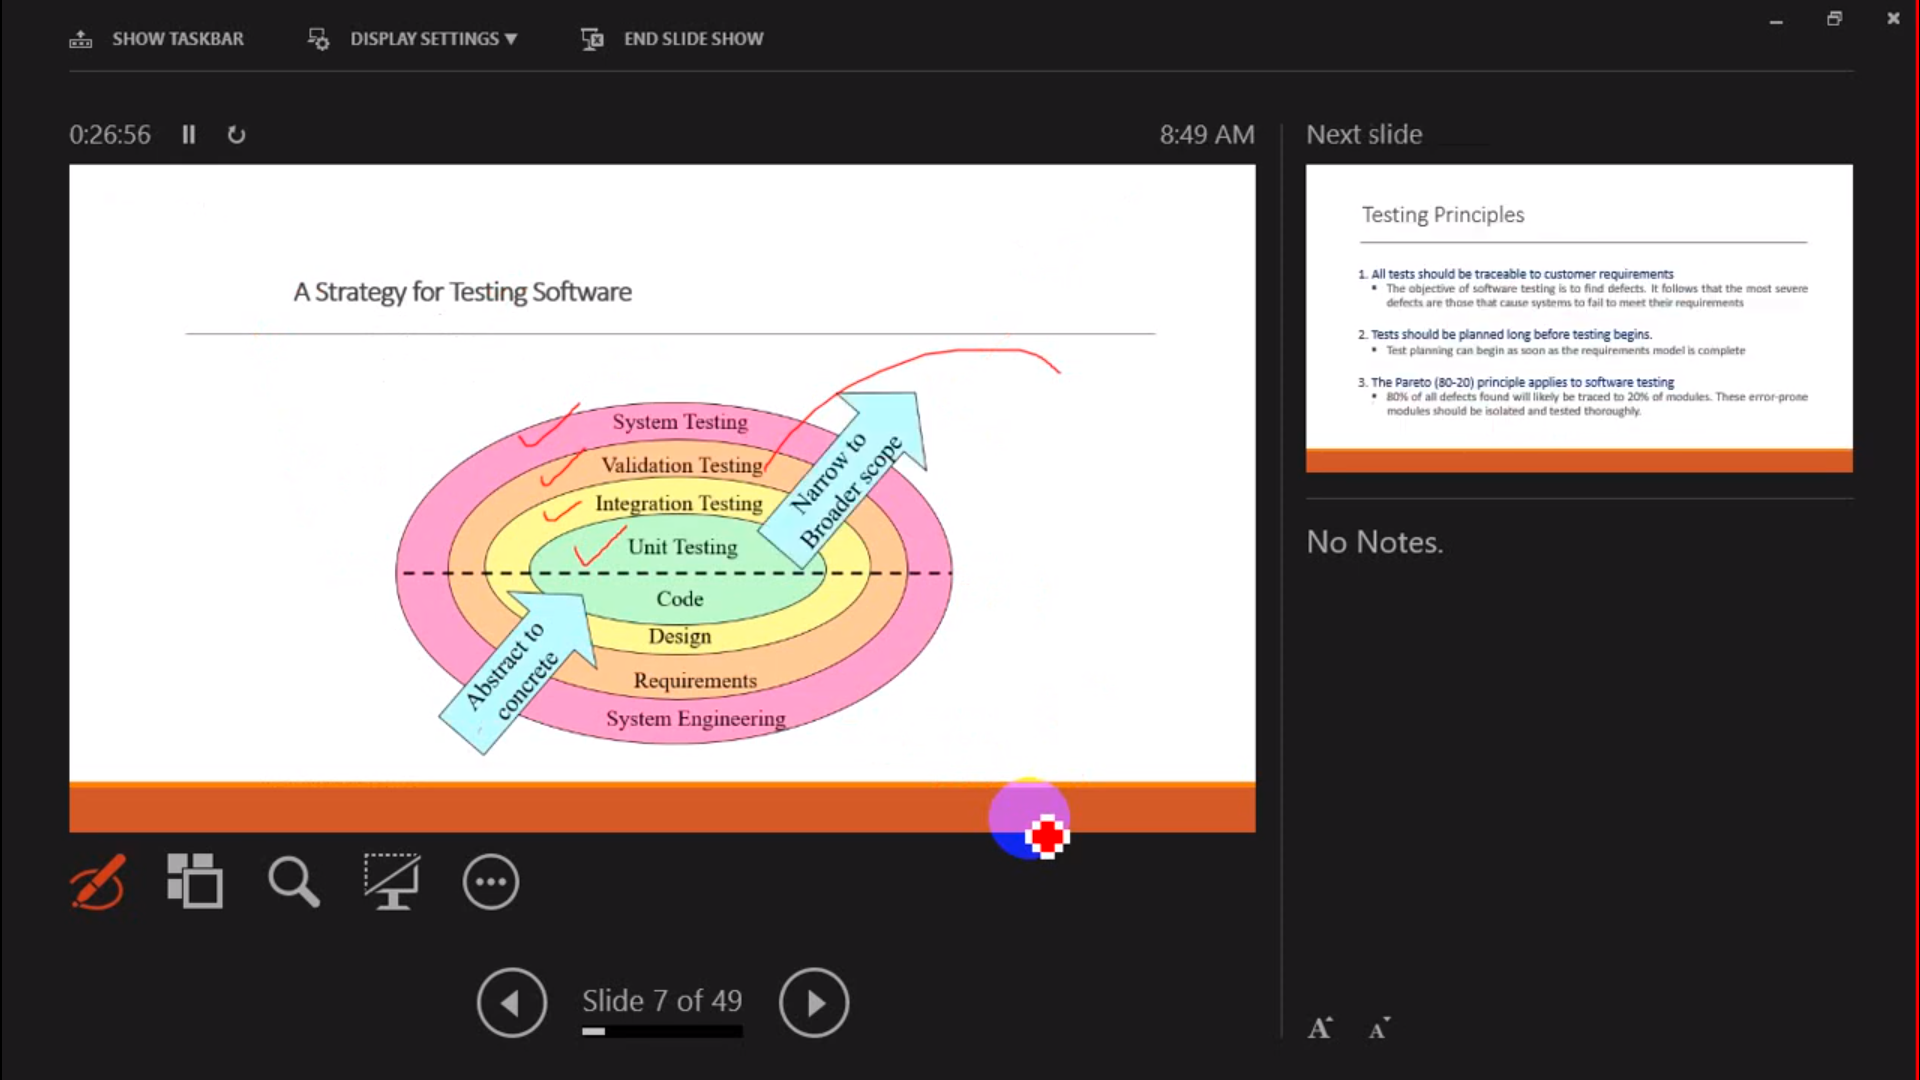 SHOW TASKBAR
DISPLAY SETTINGS ▼
END SLIDE SHOW
0:26:56
8:49 AM
A Strategy for Testing Software
System Testing
Validation Testing
Integration Testing
Unit Testing
Narrow to
Broader scope
Code
Design
Requirements
System Engineering
Abstract to
concrete
Slide 7 of 49
Next slide
Testing Principles
1. All tests should be traceable to customer requirements
▪ The objective of software testing is to find defects. It follows that the most severe
defects are those that cause systems to fail to meet their requirements
2. Tests should be planned long before testing begins.
▪ Test planning can begin as soon as the requirements model is complete
3. The Pareto (80-20) principle applies to software testing
▪ 80% of all defects found will likely be traced to 20% of modules. These error-prone
modules should be isolated and tested thoroughly.
No Notes.
A A